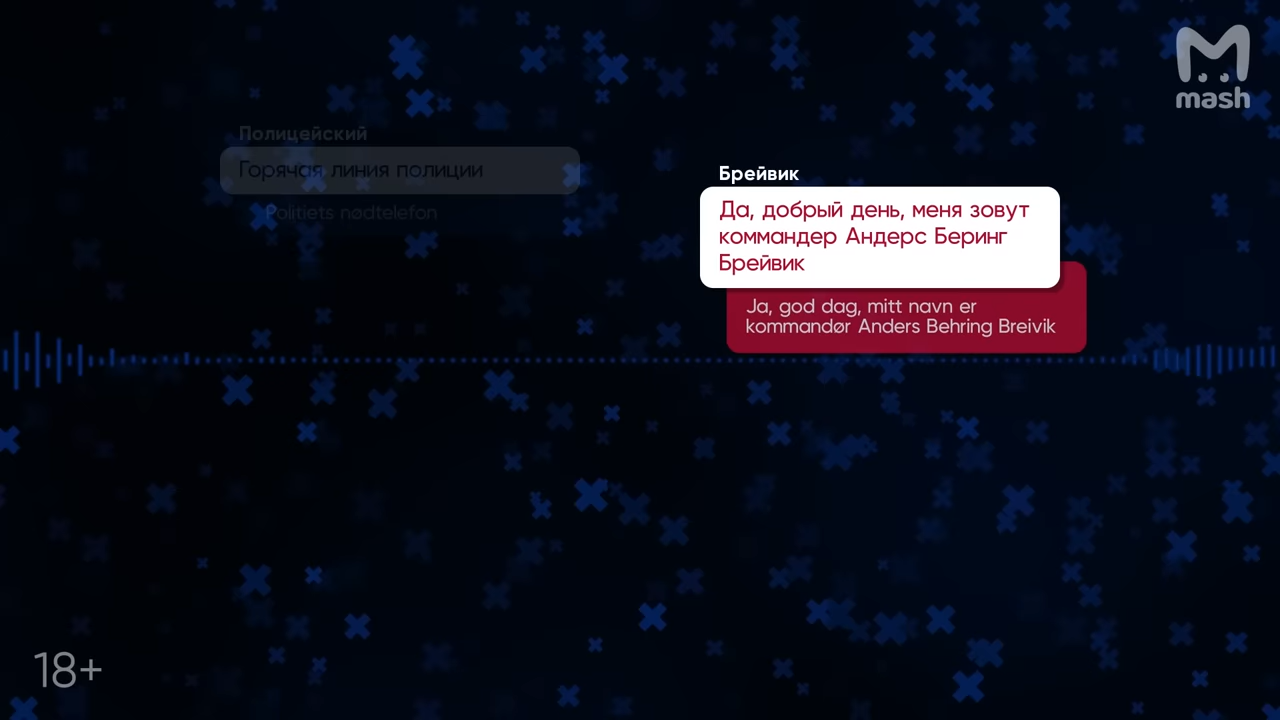 mash
Полицейский
Горячая линия полиции
Politiets nødtelefon
Брейвик
Да, добрый день, меня зовут
коммандер Андерс Беринг
Брейвик
Ja, god dag, mitt navn er
kommandør Anders Behring Breivik
18+